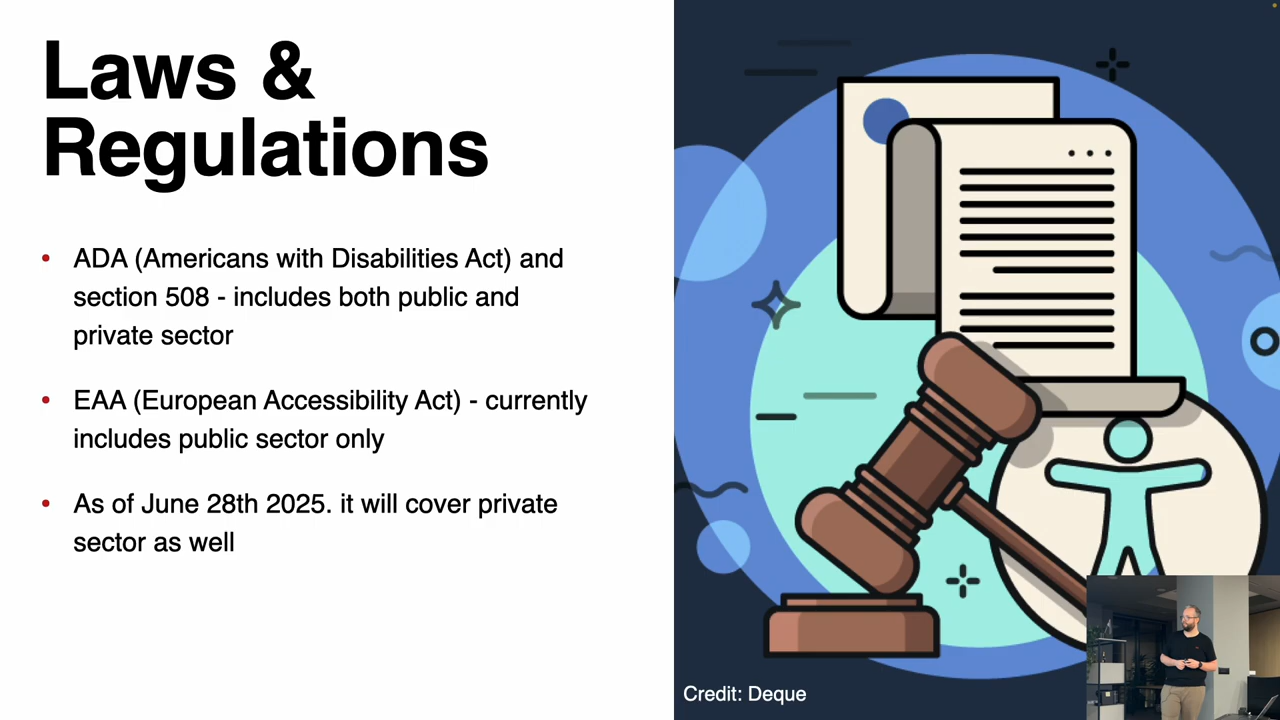 Laws &
Regulations
• ADA (Americans with Disabilities Act) and
section 508 - includes both public and
private sector
• EAA (European Accessibility Act) - currently
includes public sector only
• As of June 28th 2025. it will cover private
sector as well
Credit: Deque